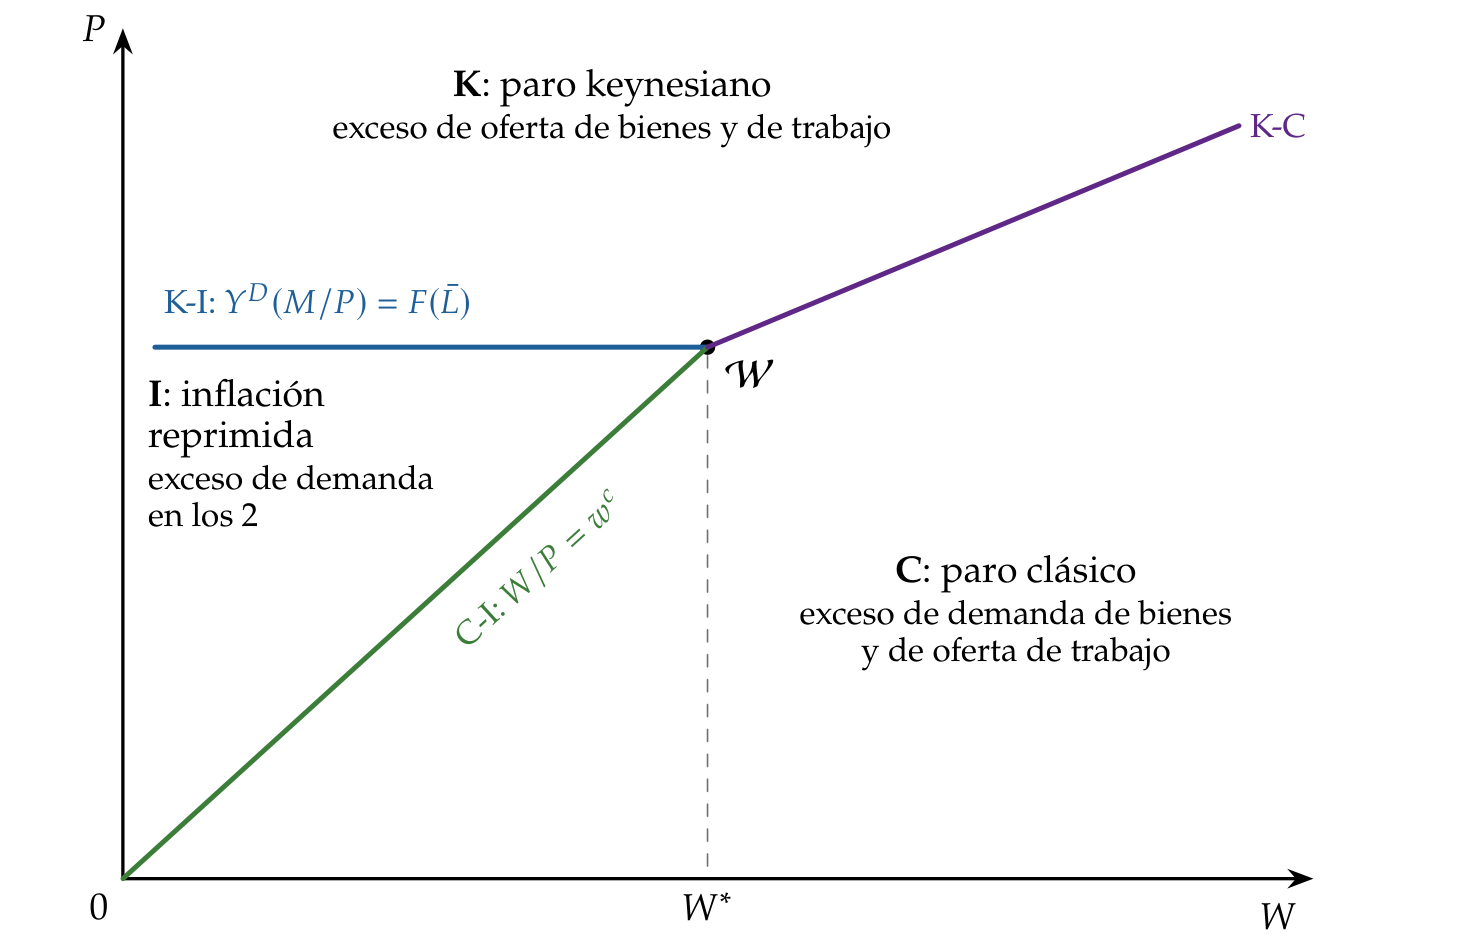 P
K: paro keynesiano
exceso de oferta de bienes y de trabajo
K-C
K-I: Y^D(M/P) = F(L̄)
𝒲
I: inflación
reprimida
exceso de demanda
en los 2
C-I: W/P = w^c
C: paro clásico
exceso de demanda de bienes
y de oferta de trabajo
0
W*
W